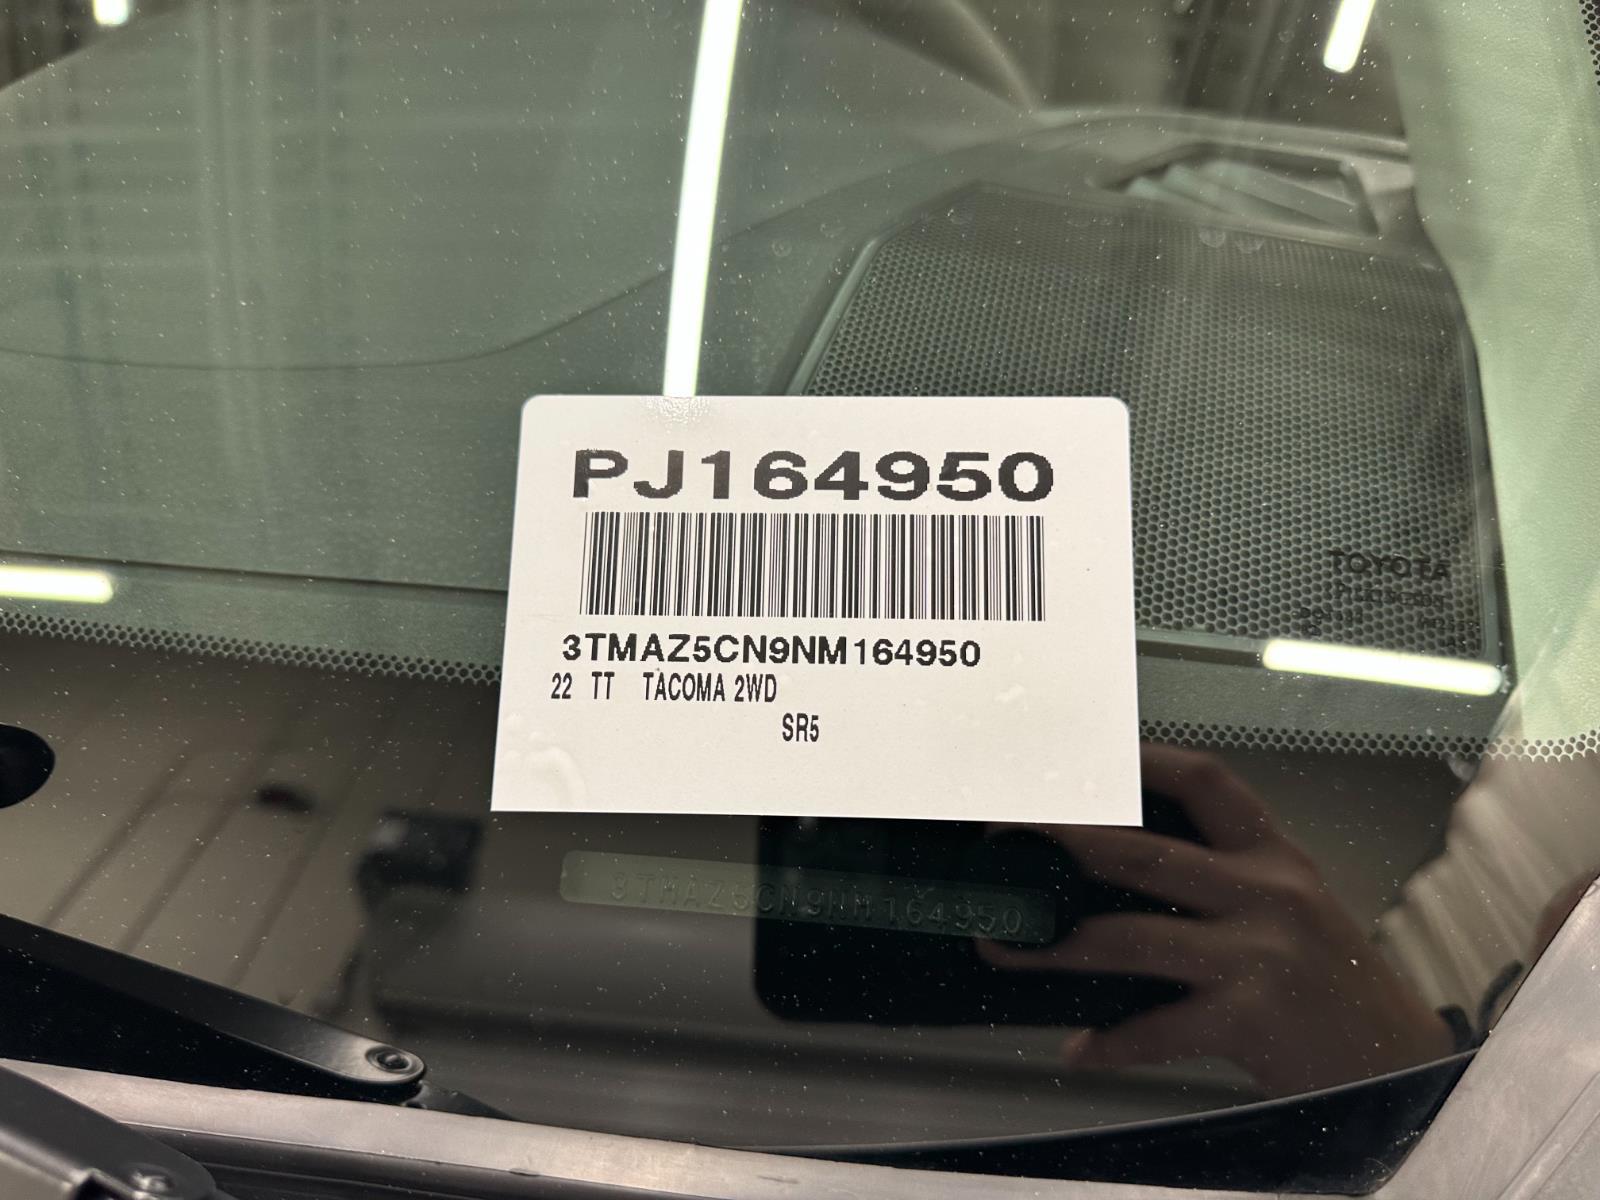 PJ164950
3TMAZ5CN9NM164950
22 TT TACOMA 2WD
SR5
TOYOTA
3TMAZ5CN9NM164950